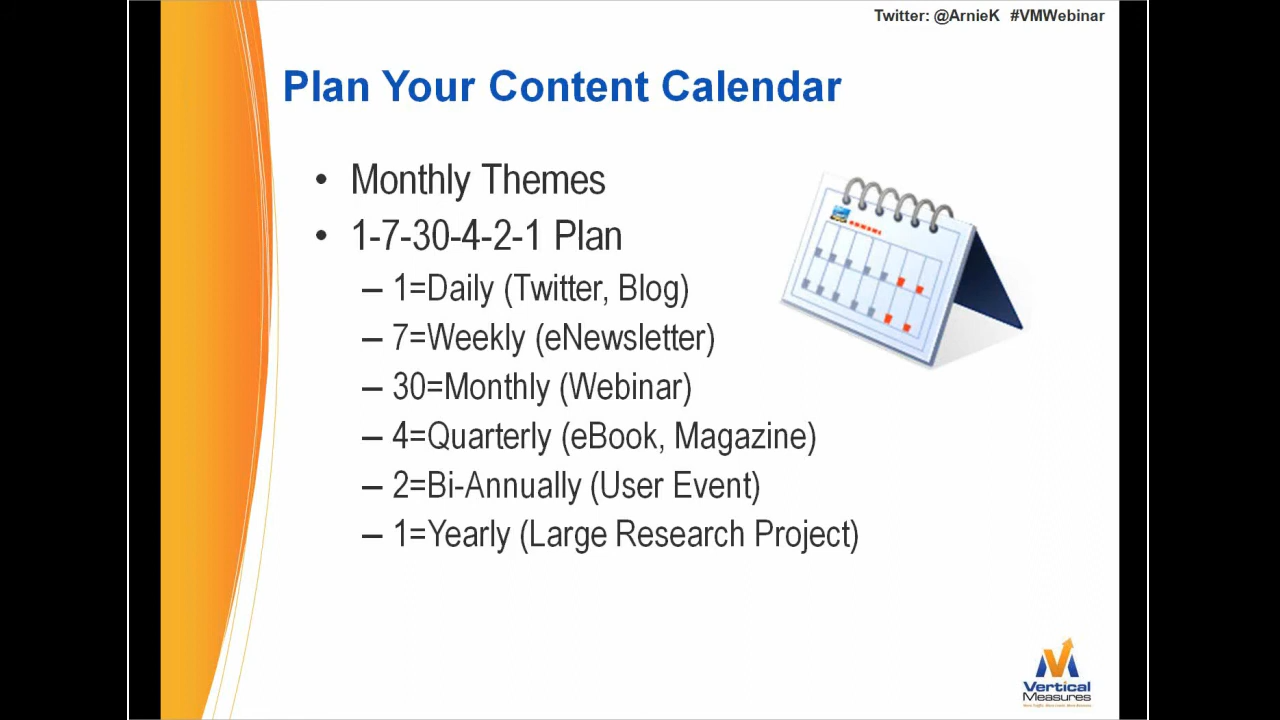 Twitter: @ArnieK #VMWebinar
Plan Your Content Calendar
• Monthly Themes
• 1-7-30-4-2-1 Plan
– 1=Daily (Twitter, Blog)
– 7=Weekly (eNewsletter)
– 30=Monthly (Webinar)
– 4=Quarterly (eBook, Magazine)
– 2=Bi-Annually (User Event)
– 1=Yearly (Large Research Project)
Vertical
Measures